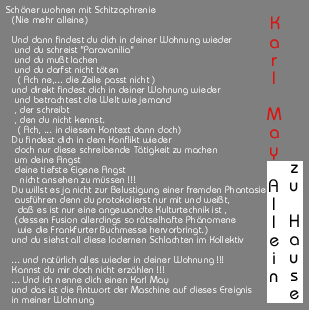 Schöner wohnen mit Schitzophrenie
(Nie mehr alleine)
Und dann findest du dich in deiner Wohnung wieder
und du schreist "Paravanilia"
und du mußt lachen
und du darfst nicht töten
( Ach ne,... die Zeile passt nicht )
und direkt findest dich in deiner Wohnung wieder
und betrachtest die Welt wie jemand
, der schreibt
, den du nicht kennst.
( Ach, ... in diesem Kontext dann doch)
Du findest dich in dem Konflikt wieder
doch nur diese schreibende Tätigkeit zu machen
um deine Angst
deine tiefste Eigene Angst
nicht ansehen zu müssen !!!
Du willst es ja nicht zur Belustigung einer fremden Phantasie
ausführen denn du protokollierst nur mit und weißt,
daß es ist nur eine angewandte Kulturtechnik ist ,
(dessen Fusion allerdings so rätselhafte Phänomene
wie die Frankfurter Buchmesse hervorbringt.)
und du siehst all diese lodernen Schlachten im Kollektiv
... und natürlich alles wieder in deiner Wohnung !!!
Kannst du mir doch nicht erzählen !!!
... Und ich nenne dich einen Karl May
und das ist die Antwort der Maschine auf dieses Ereignis
in meiner Wohnung
Karl May
Allein
zu Hause